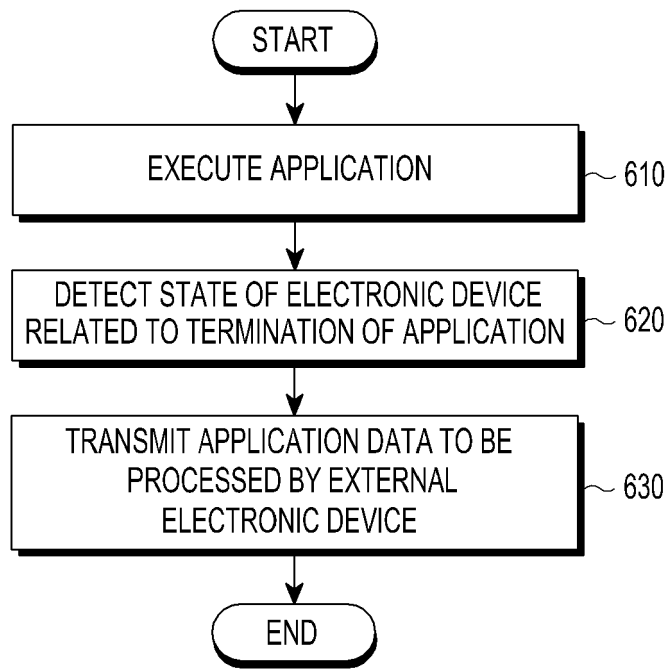 START
EXECUTE APPLICATION
610
DETECT STATE OF ELECTRONIC DEVICE
RELATED TO TERMINATION OF APPLICATION
620
TRANSMIT APPLICATION DATA TO BE
PROCESSED BY EXTERNAL
ELECTRONIC DEVICE
630
END